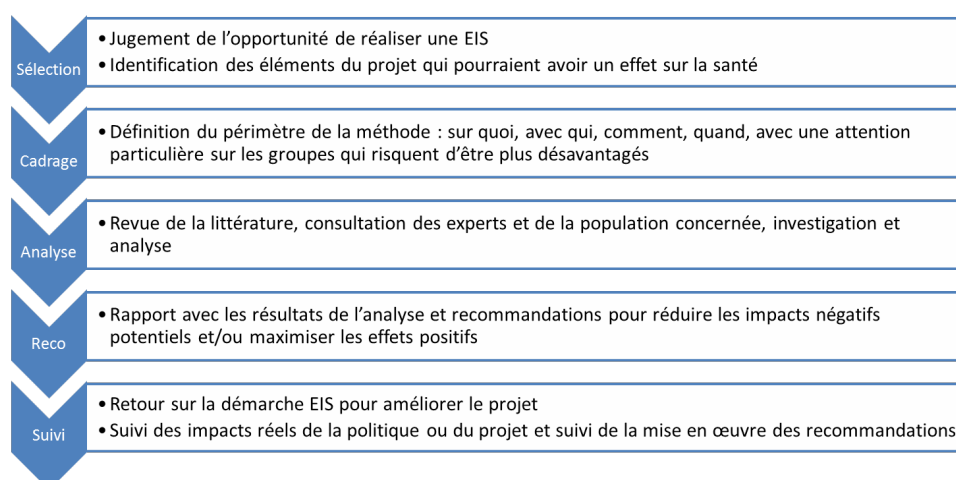 Sélection
• Jugement de l’opportunité de réaliser une EIS
• Identification des éléments du projet qui pourraient avoir un effet sur la santé
Cadrage
• Définition du périmètre de la méthode : sur quoi, avec qui, comment, quand, avec une attention
particulière sur les groupes qui risquent d’être plus désavantagés
Analyse
• Revue de la littérature, consultation des experts et de la population concernée, investigation et
analyse
Reco
• Rapport avec les résultats de l’analyse et recommandations pour réduire les impacts négatifs
potentiels et/ou maximiser les effets positifs
Suivi
• Retour sur la démarche EIS pour améliorer le projet
• Suivi des impacts réels de la politique ou du projet et suivi de la mise en œuvre des recommandations